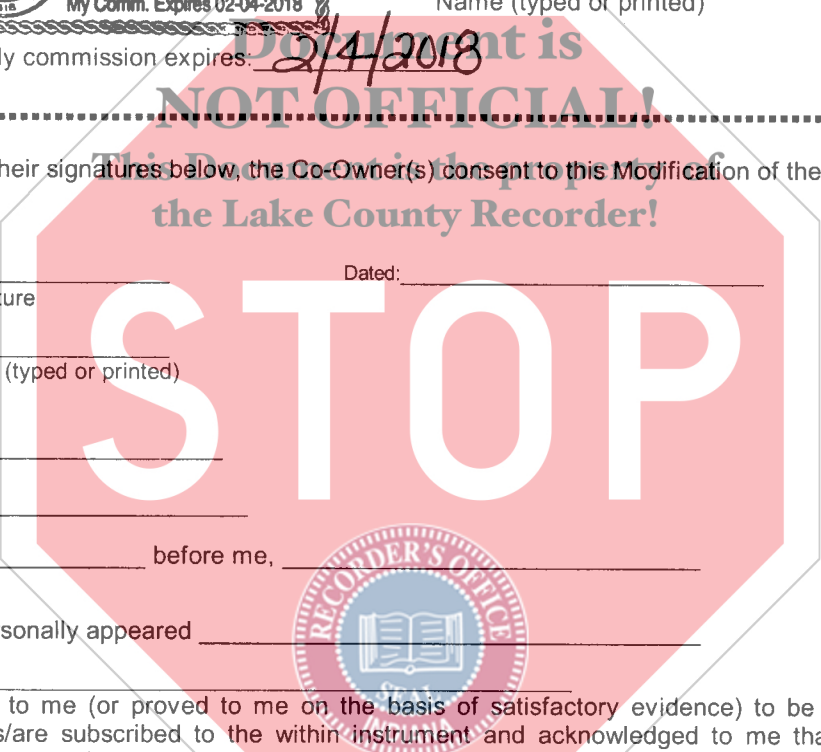 My Comm. Expires 02-04-2018
Name (typed or printed)
ly commission expires: 2/4/2018
Document is
NOT OFFICIAL!
heir signatures below, the Co-Owner(s) consent to this Modification of the
This Document is the property of
the Lake County Recorder!
Dated:
ture
STOP
(typed or printed)
before me,
RECORDER'S OFFICE
sonally appeared
SEAL
to me (or proved to me on the basis of satisfactory evidence) to be
INDIANA
s/are subscribed to the within instrument and acknowledged to me tha